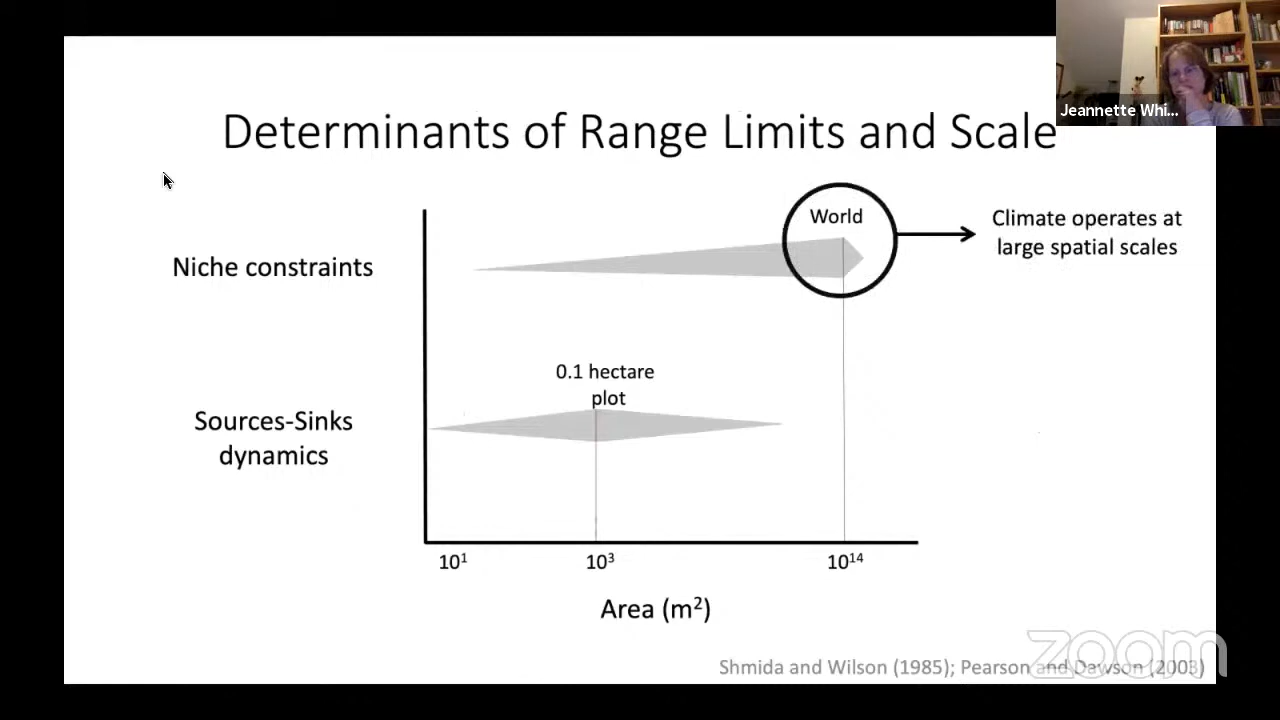 Jeannette Whi...
Determinants of Range Limits and Scale
World
Climate operates at
large spatial scales
Niche constraints
0.1 hectare
plot
Sources-Sinks
dynamics
10¹
10³
10¹⁴
Area (m²)
Shmida and Wilson (1985); Pearson and Dawson (2003)
zoom